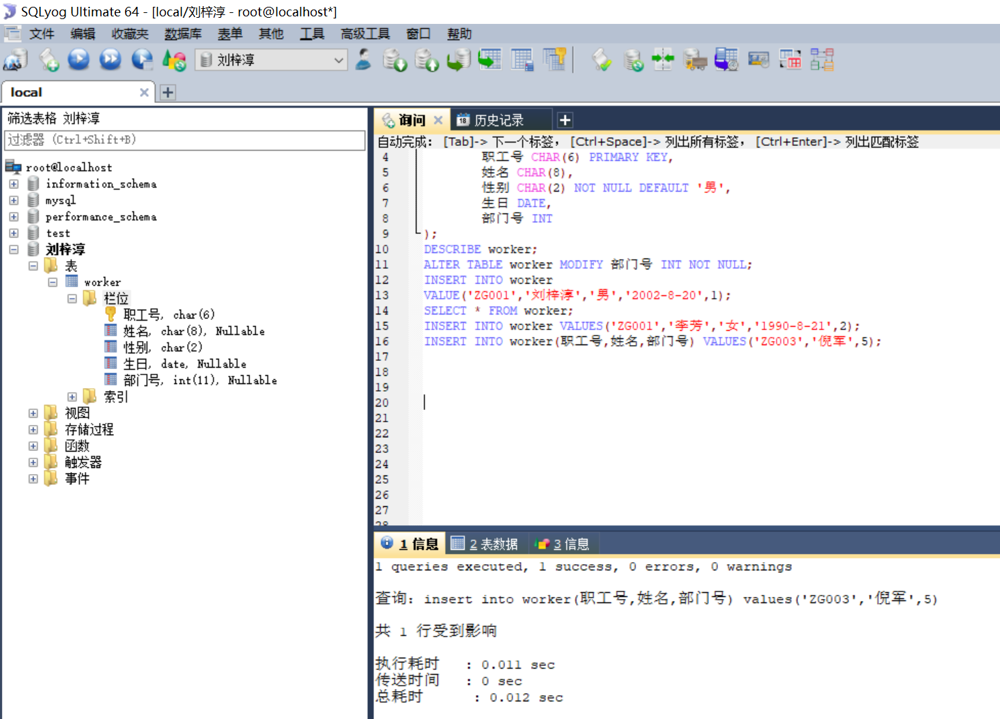 SQLyog Ultimate 64 - [local/刘梓淳 - root@localhost*]
文件 编辑 收藏夹 数据库 表单 其他 工具 高级工具 窗口 帮助
刘梓淳
local
筛选表格 刘梓淳
过滤器 (Ctrl+Shift+B)
root@localhost
information_schema
mysql
performance_schema
test
刘梓淳
表
worker
栏位
职工号, char(6)
姓名, char(8), Nullable
性别, char(2)
生日, date, Nullable
部门号, int(11), Nullable
索引
视图
存储过程
函数
触发器
事件
询问 18 历史记录
自动完成: [Tab]-> 下一个标签, [Ctrl+Space]-> 列出所有标签, [Ctrl+Enter]-> 列出匹配标签
4 职工号 CHAR(6) PRIMARY KEY,
5 姓名 CHAR(8),
6 性别 CHAR(2) NOT NULL DEFAULT '男',
7 生日 DATE,
8 部门号 INT
9 );
10 DESCRIBE worker;
11 ALTER TABLE worker MODIFY 部门号 INT NOT NULL;
12 INSERT INTO worker
13 VALUE('ZG001','刘梓淳','男','2002-8-20',1);
14 SELECT * FROM worker;
15 INSERT INTO worker VALUES('ZG001','李芳','女','1990-8-21',2);
16 INSERT INTO worker(职工号,姓名,部门号) VALUES('ZG003','倪军',5);
17
18
19
20
21
22
23
24
25
26
27
28
1 信息 2 表数据 3 信息
1 queries executed, 1 success, 0 errors, 0 warnings
查询: insert into worker(职工号,姓名,部门号) values('ZG003','倪军',5)
共 1 行受到影响
执行耗时 : 0.011 sec
传送时间 : 0 sec
总耗时 : 0.012 sec